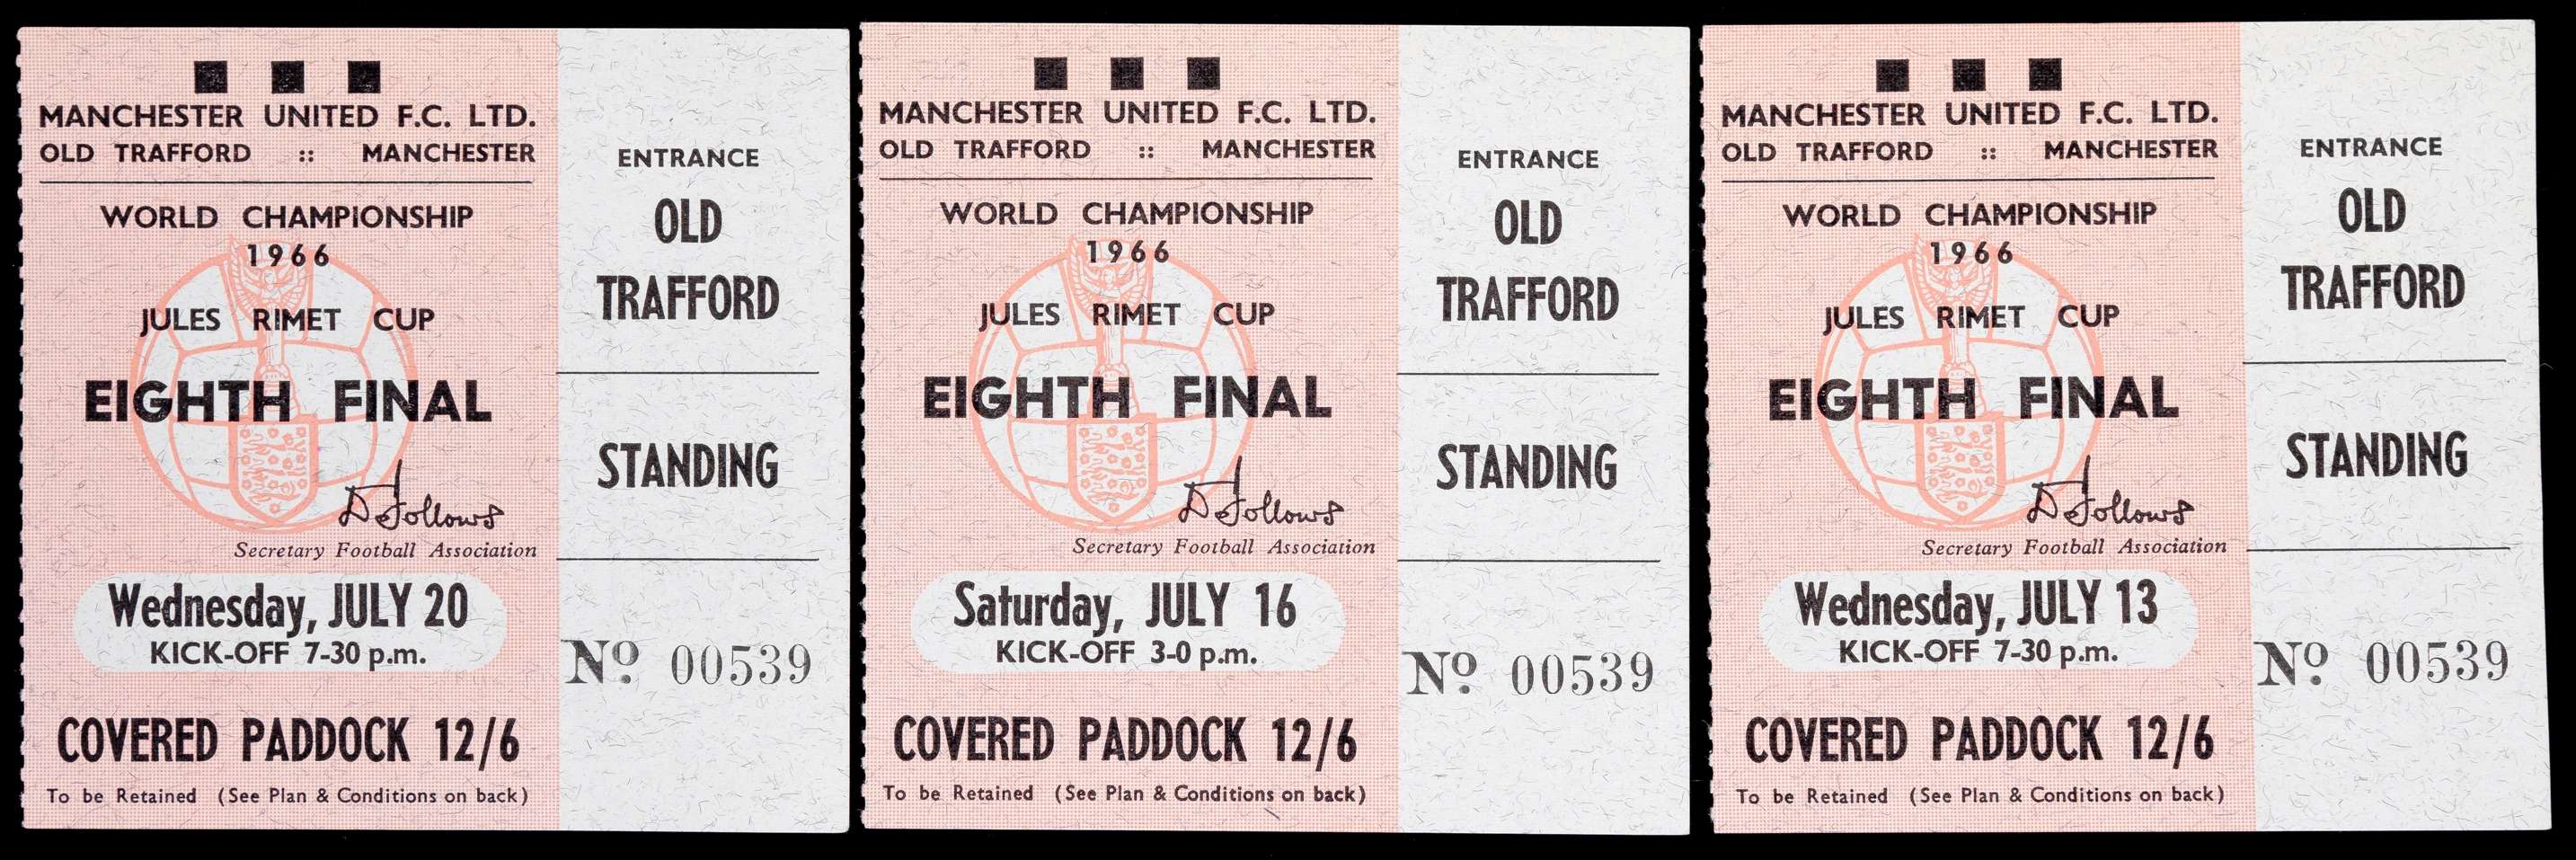 MANCHESTER UNITED F.C. LTD.
OLD TRAFFORD :: MANCHESTER
WORLD CHAMPIONSHIP
1966
JULES RIMET CUP
EIGHTH FINAL
D Follows
Secretary Football Association
Wednesday, JULY 20
KICK-OFF 7-30 p.m.
COVERED PADDOCK 12/6
To be Retained (See Plan & Conditions on back)
ENTRANCE
OLD
TRAFFORD
STANDING
Nº 00539
MANCHESTER UNITED F.C. LTD.
OLD TRAFFORD :: MANCHESTER
WORLD CHAMPIONSHIP
1966
JULES RIMET CUP
EIGHTH FINAL
D Follows
Secretary Football Association
Saturday, JULY 16
KICK-OFF 3-0 p.m.
COVERED PADDOCK 12/6
To be Retained (See Plan & Conditions on back)
ENTRANCE
OLD
TRAFFORD
STANDING
Nº 00539
MANCHESTER UNITED F.C. LTD.
OLD TRAFFORD :: MANCHESTER
WORLD CHAMPIONSHIP
1966
JULES RIMET CUP
EIGHTH FINAL
D Follows
Secretary Football Association
Wednesday, JULY 13
KICK-OFF 7-30 p.m.
COVERED PADDOCK 12/6
To be Retained (See Plan & Conditions on back)
ENTRANCE
OLD
TRAFFORD
STANDING
Nº 00539